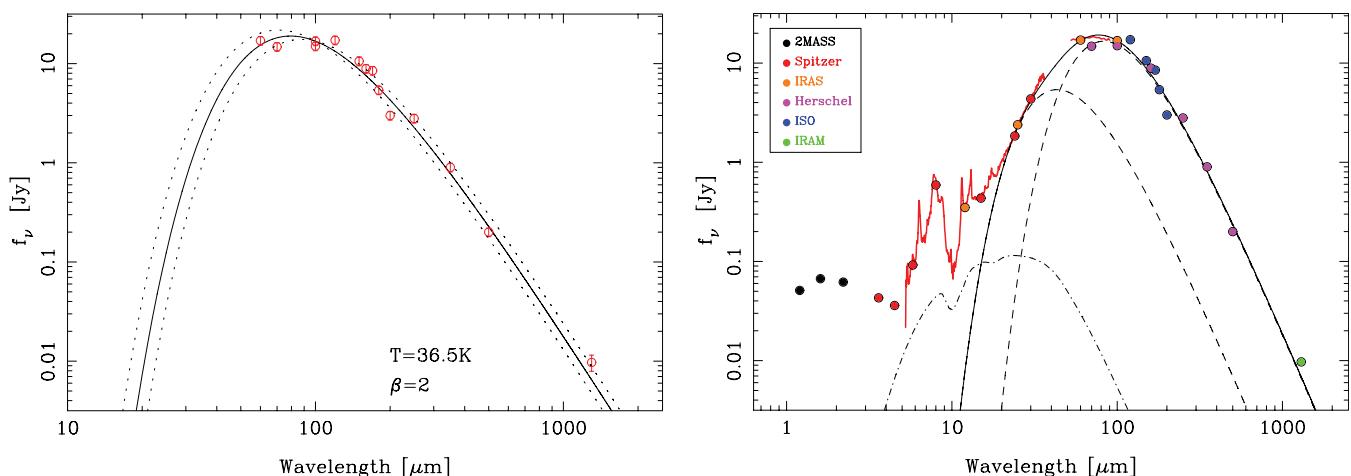 10
1
0.1
0.01
f_ν [Jy]
T=36.5K
β=2
10 100 1000
Wavelength [μm]
2MASS
Spitzer
IRAS
Herschel
ISO
IRAM
10
1
0.1
0.01
f_ν [Jy]
1 10 100 1000
Wavelength [μm]